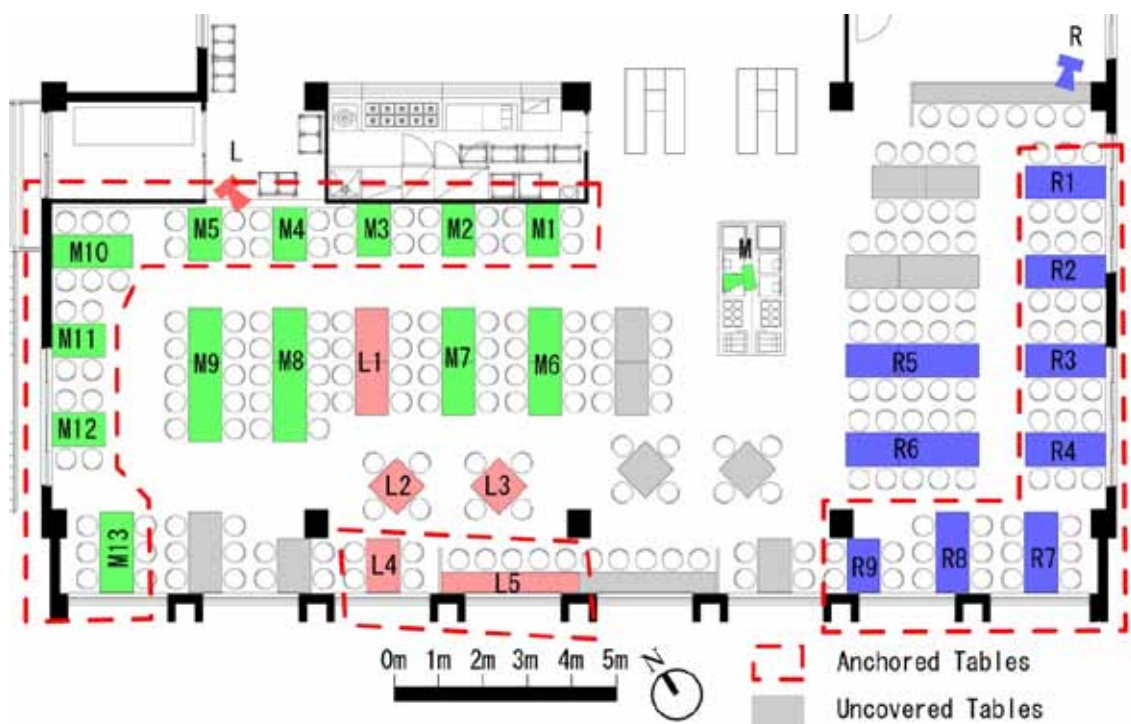 R
L
R1
M5 M4 M3 M2 M1
M10
M
R2
M11
M9 M8 L1 M7 M6
R5 R3
M12
R6 R4
L2 L3
M13
L4
L5
R9 R8 R7
0m 1m 2m 3m 4m 5m
N
Anchored Tables
Uncovered Tables